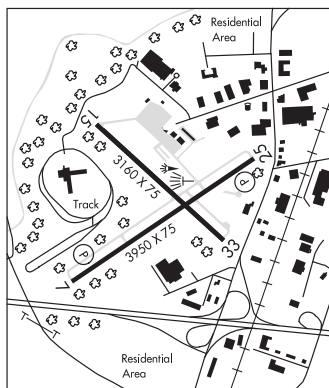 Residential
Area
15
3160 X 75
25
P
Track
33
3950 X 75
P
7
Residential
Area